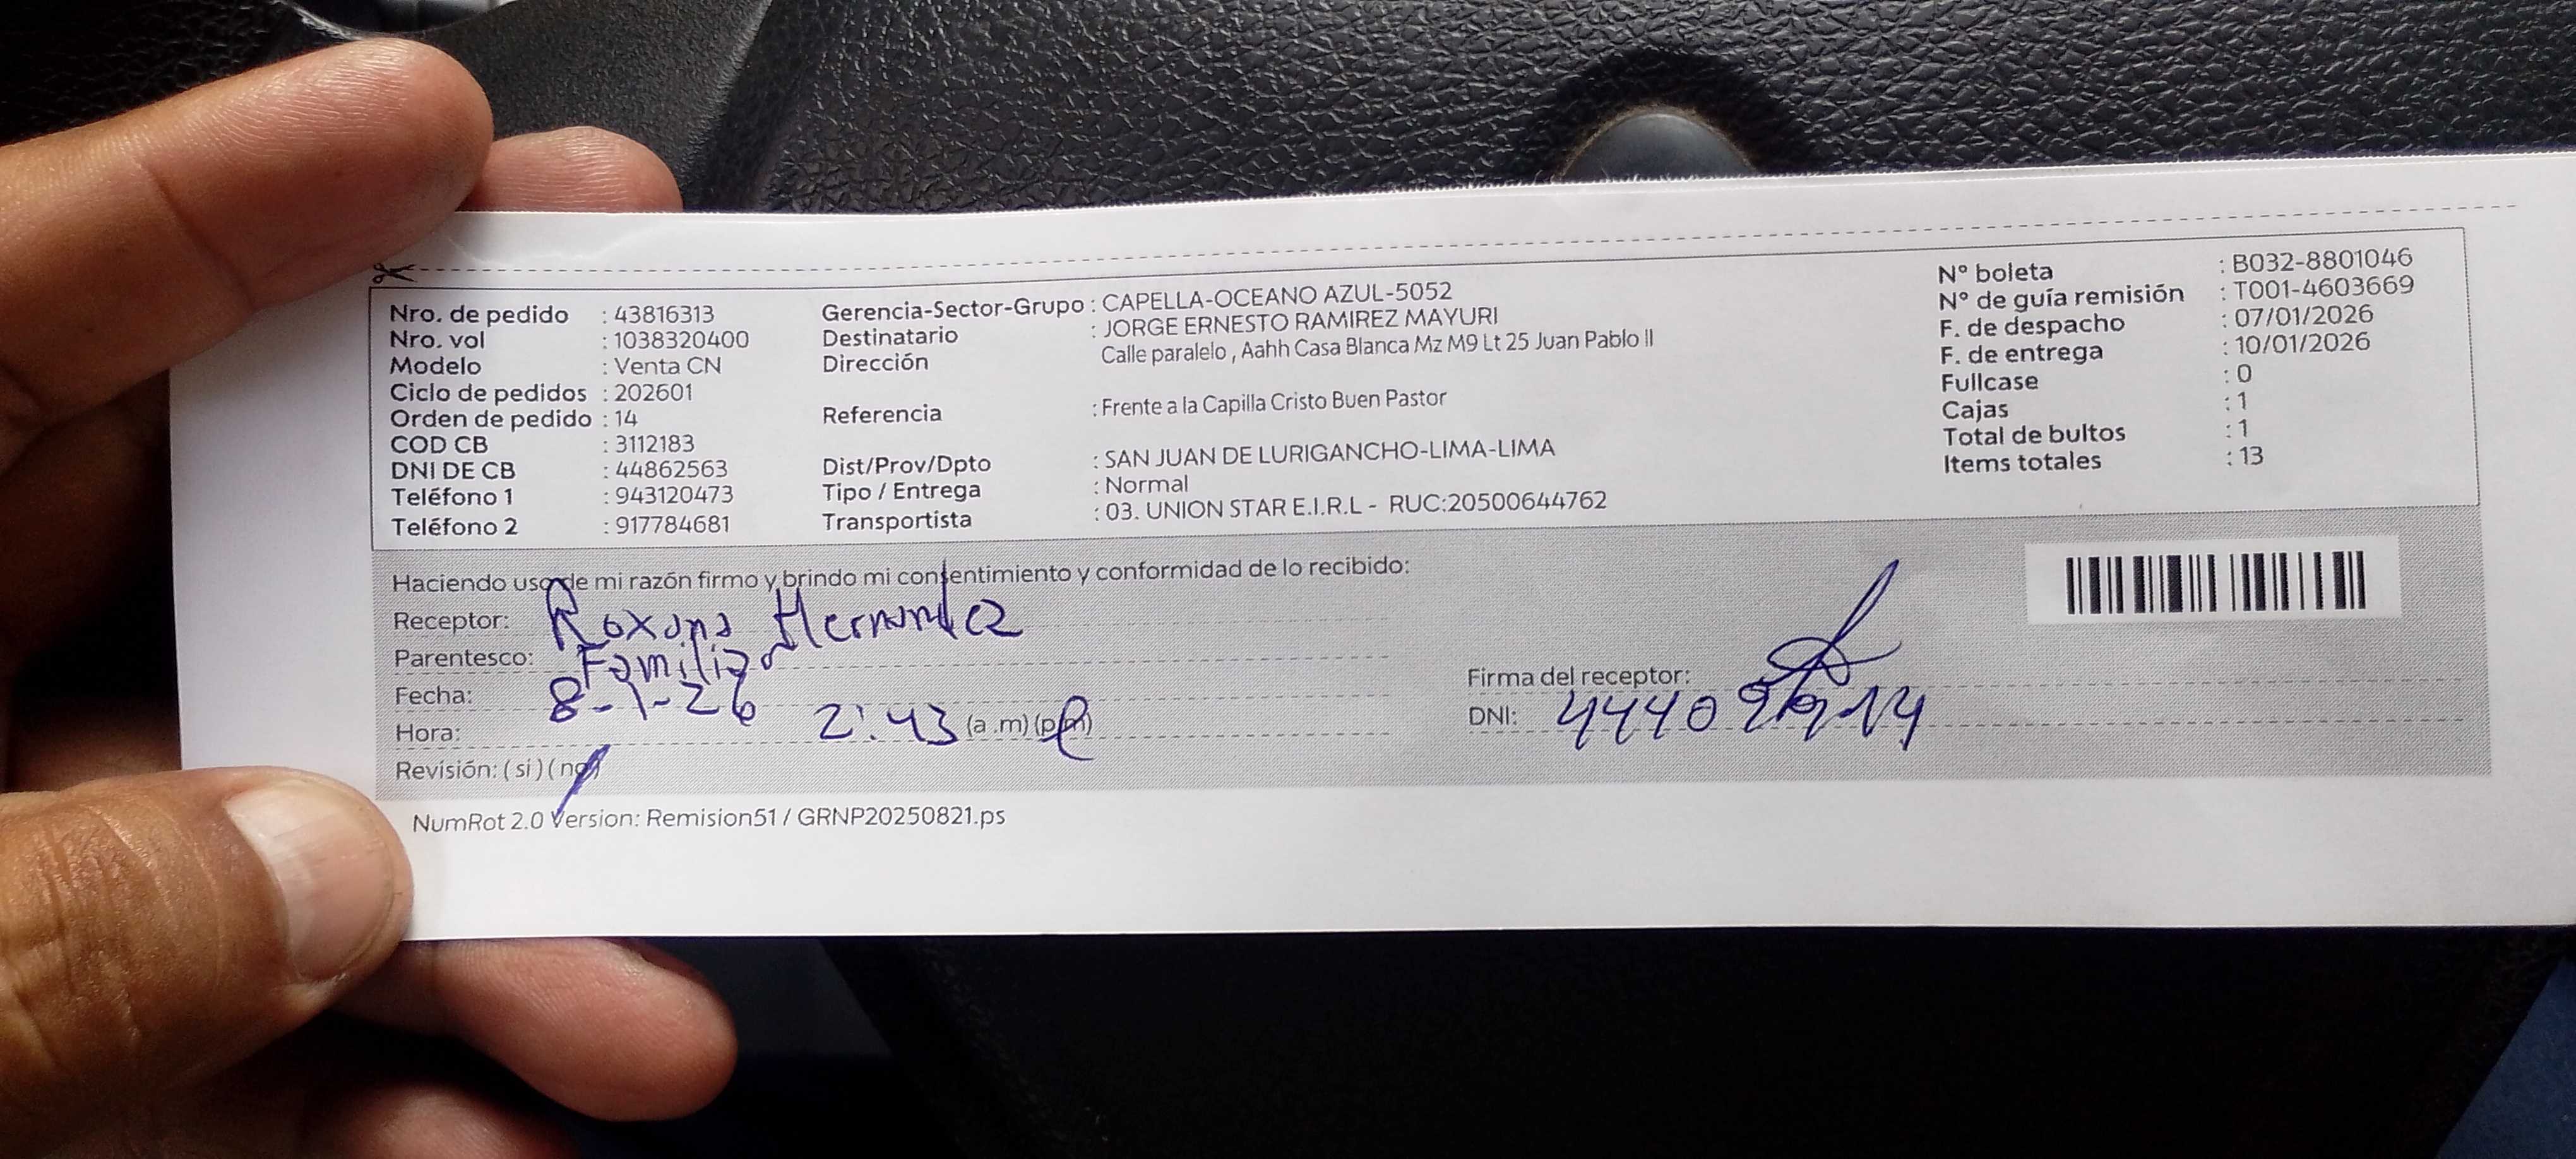 Nro. de pedido : 43816313
Nro. vol : 1038320400
Modelo : Venta CN
Ciclo de pedidos : 202601
Orden de pedido : 14
COD CB : 3112183
DNI DE CB : 44862563
Teléfono 1 : 943120473
Teléfono 2 : 917784681
Gerencia-Sector-Grupo : CAPELLA-OCEANO AZUL-5052
Destinatario : JORGE ERNESTO RAMIREZ MAYURI
Dirección Calle paralelo , Aahh Casa Blanca Mz M9 Lt 25 Juan Pablo II
Referencia : Frente a la Capilla Cristo Buen Pastor
Dist/Prov/Dpto : SAN JUAN DE LURIGANCHO-LIMA-LIMA
Tipo / Entrega : Normal
Transportista : 03. UNION STAR E.I.R.L - RUC:20500644762
N° boleta : B032-8801046
N° de guía remisión : T001-4603669
F. de despacho : 07/01/2026
F. de entrega : 10/01/2026
Fullcase : 0
Cajas : 1
Total de bultos : 1
Items totales : 13
Haciendo uso de mi razón firmo y brindo mi consentimiento y conformidad de lo recibido:
Receptor: Roxana Hernandez
Parentesco: Familiar
Fecha: 8-1-26
Hora: 2:43 (a .m) (p.m)
Revisión: ( si ) ( no )
Firma del receptor:
DNI:
NumRot 2.0 Version: Remision51 / GRNP20250821.ps